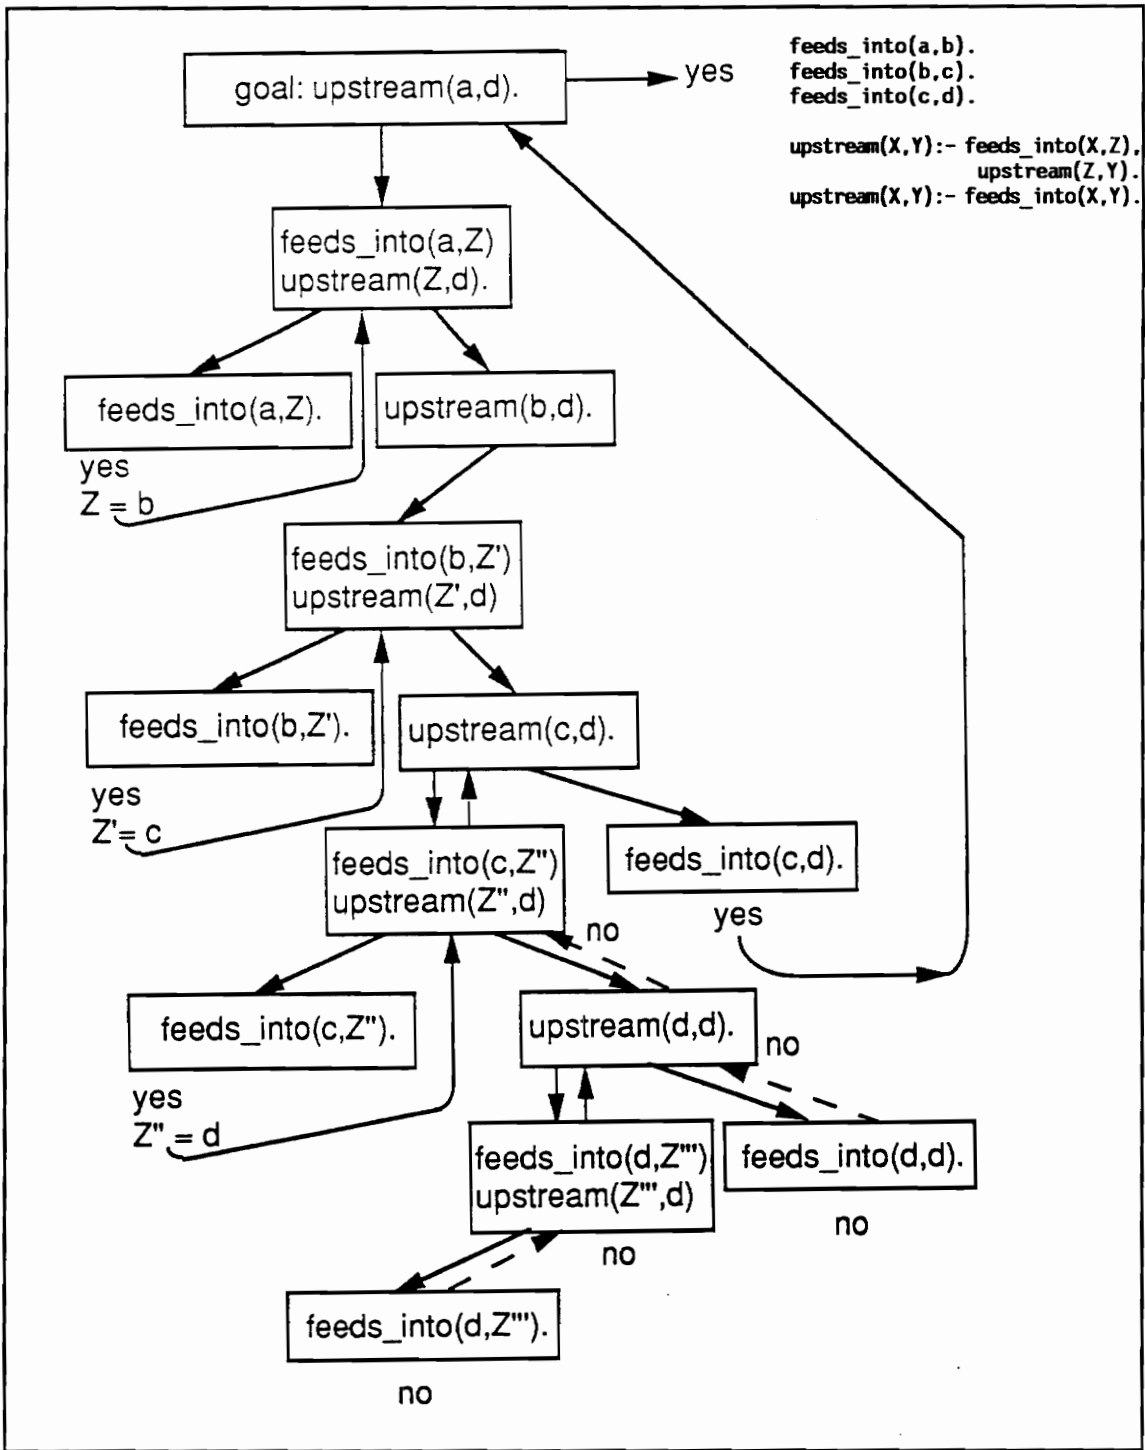 goal: upstream(a,d).
yes
feeds_into(a,b).
feeds_into(b,c).
feeds_into(c,d).
upstream(X,Y):- feeds_into(X,Z),
upstream(Z,Y).
upstream(X,Y):- feeds_into(X,Y).
feeds_into(a,Z)
upstream(Z,d).
feeds_into(a,Z).
upstream(b,d).
yes
Z = b
feeds_into(b,Z')
upstream(Z',d)
feeds_into(b,Z').
upstream(c,d).
yes
Z'= c
feeds_into(c,Z")
upstream(Z",d)
feeds_into(c,d).
yes
no
feeds_into(c,Z").
upstream(d,d).
no
yes
Z" = d
feeds_into(d,Z"')
upstream(Z"',d)
feeds_into(d,d).
no
no
feeds_into(d,Z"').
no